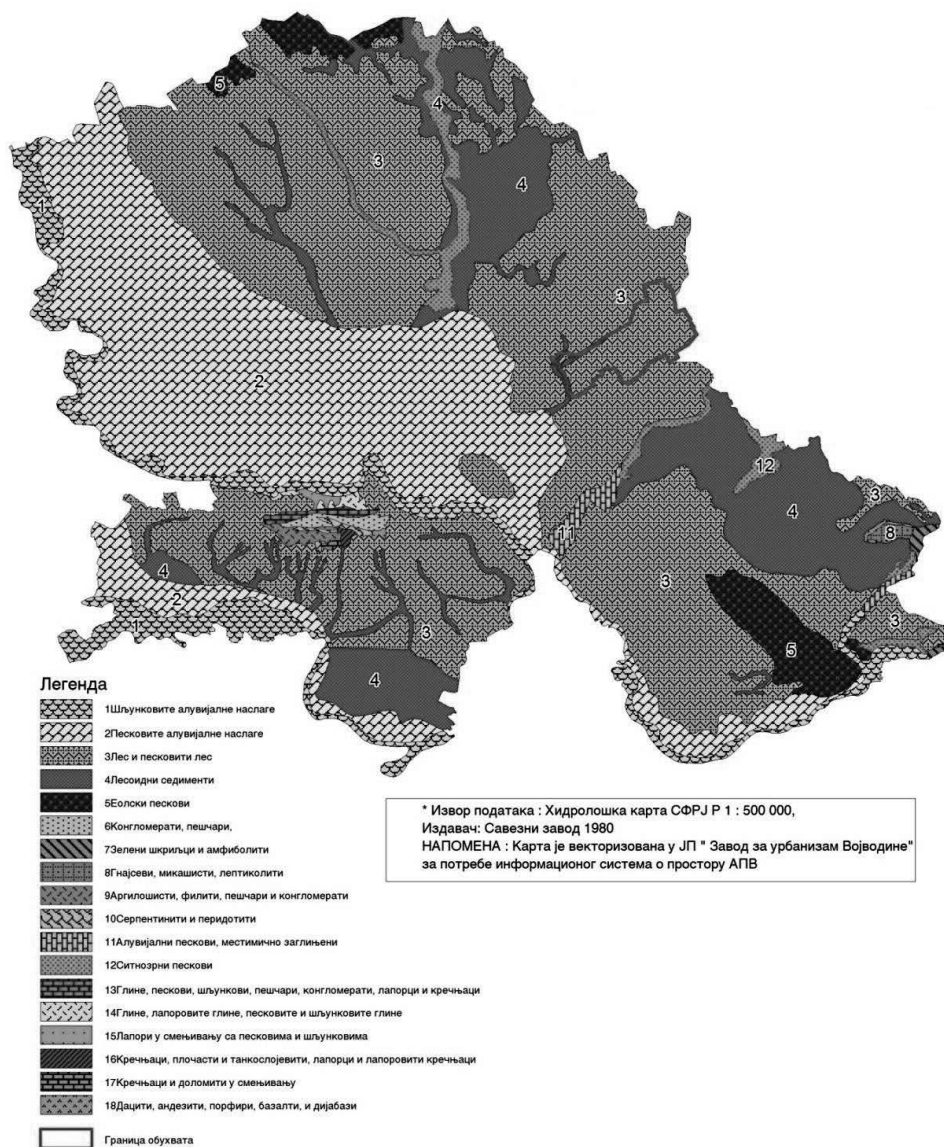 5
4
3
4
1
3
2
12
3
4
8
11
4
3
3
2
1
3
5
4
Легенда
1Шљунковите алувијалне наслаге
2Песковите алувијалне наслаге
3Лес и песковити лес
4Лесоидни седименти
5Еолски пескови
6Конгломерати, пешчари,
7Зелени шкриљци и амфиболити
8Гнајсеви, микашисти, лептиколити
9Аргилошисти, филити, пешчари и конгломерати
10Серпентинити и перидотити
11Алувијални пескови, местимично заглињени
12Ситнозрни пескови
13Глине, пескови, шљункови, пешчари, конгломерати, лапорци и кречњаци
14Глине, лапоровите глине, песковите и шљунковите глине
15Лапори у смењивању са песковима и шљунковима
16Кречњаци, плочасти и танкослојевити, лапорци и лапоровити кречњаци
17Кречњаци и доломити у смењивању
18Дацити, андезити, порфири, базалти, и дијабази
Граница обухвата
* Извор података : Хидролошка карта СФРЈ Р 1 : 500 000,
Издавач: Савезни завод 1980
НАПОМЕНА : Карта је векторизована у ЈП " Завод за урбанизам Војводине"
за потребе информационог система о простору АПВ